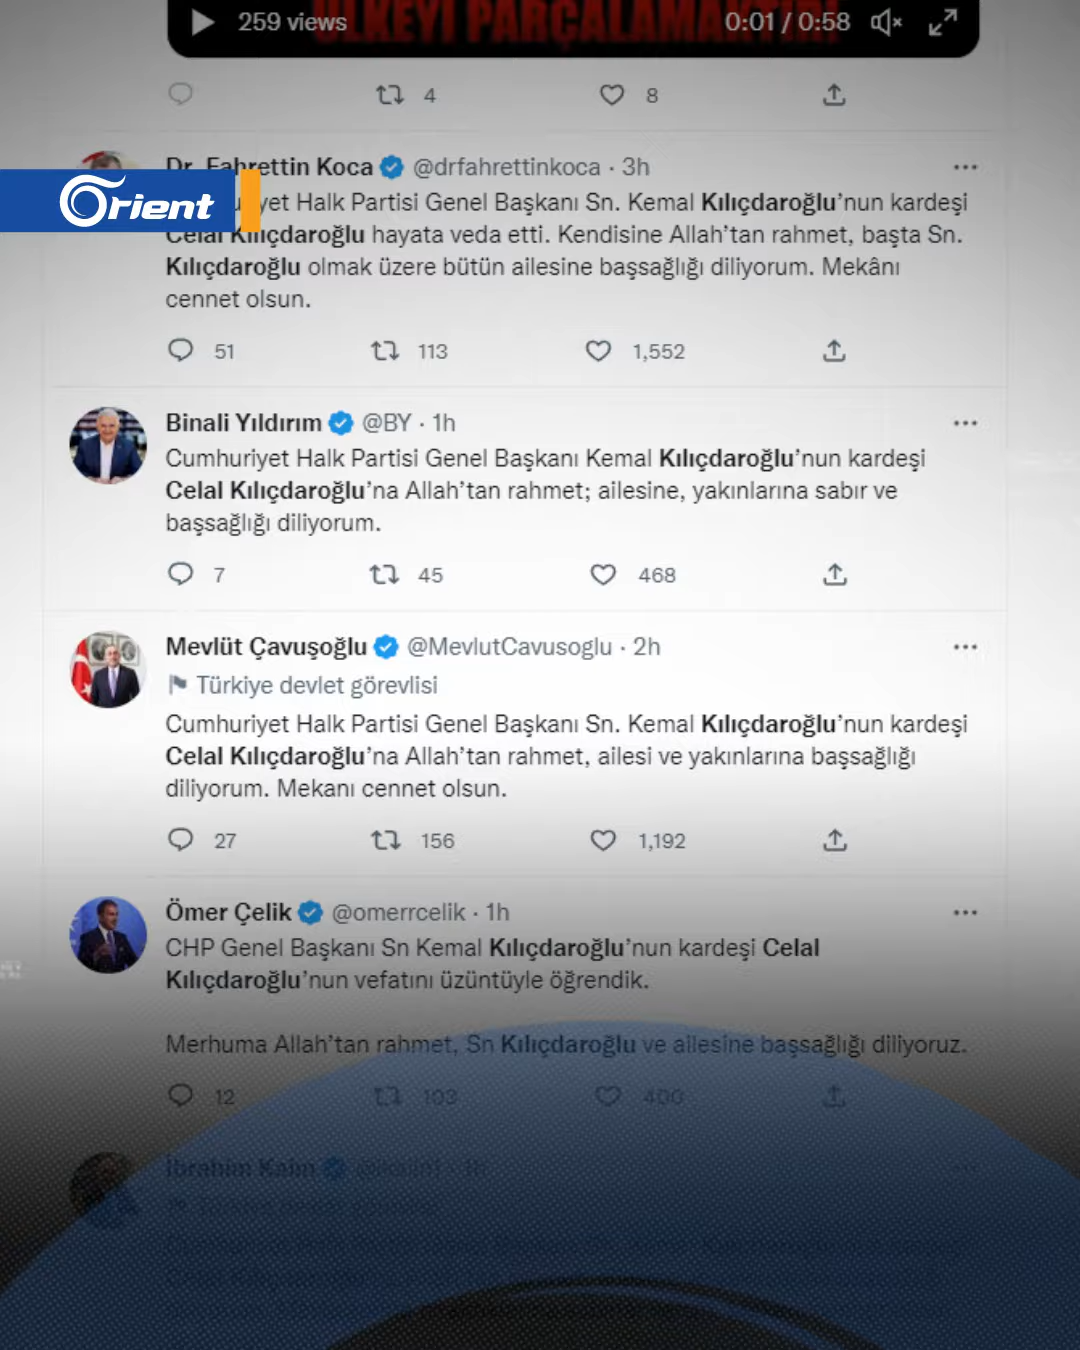 259 views
ÜLKEYİ PARÇALAMAKTIR
0:01 / 0:58
4
8
Dr. Fahrettin Koca @drfahrettinkoca · 3h
Orient
yet Halk Partisi Genel Başkanı Sn. Kemal Kılıçdaroğlu'nun kardeşi
Celal Kılıçdaroğlu hayata veda etti. Kendisine Allah'tan rahmet, başta Sn.
Kılıçdaroğlu olmak üzere bütün ailesine başsağlığı diliyorum. Mekânı
cennet olsun.
51
113
1,552
Binali Yıldırım @BY · 1h
Cumhuriyet Halk Partisi Genel Başkanı Kemal Kılıçdaroğlu'nun kardeşi
Celal Kılıçdaroğlu'na Allah'tan rahmet; ailesine, yakınlarına sabır ve
başsağlığı diliyorum.
7
45
468
Mevlüt Çavuşoğlu @MevlutCavusoglu · 2h
Türkiye devlet görevlisi
Cumhuriyet Halk Partisi Genel Başkanı Sn. Kemal Kılıçdaroğlu'nun kardeşi
Celal Kılıçdaroğlu'na Allah'tan rahmet, ailesi ve yakınlarına başsağlığı
diliyorum. Mekanı cennet olsun.
27
156
1,192
Ömer Çelik @omerrcelik · 1h
CHP Genel Başkanı Sn Kemal Kılıçdaroğlu'nun kardeşi Celal
Kılıçdaroğlu'nun vefatını üzüntüyle öğrendik.
Merhuma Allah'tan rahmet, Sn Kılıçdaroğlu ve ailesine başsağlığı diliyoruz.
12
103
400
İbrahim Kalın